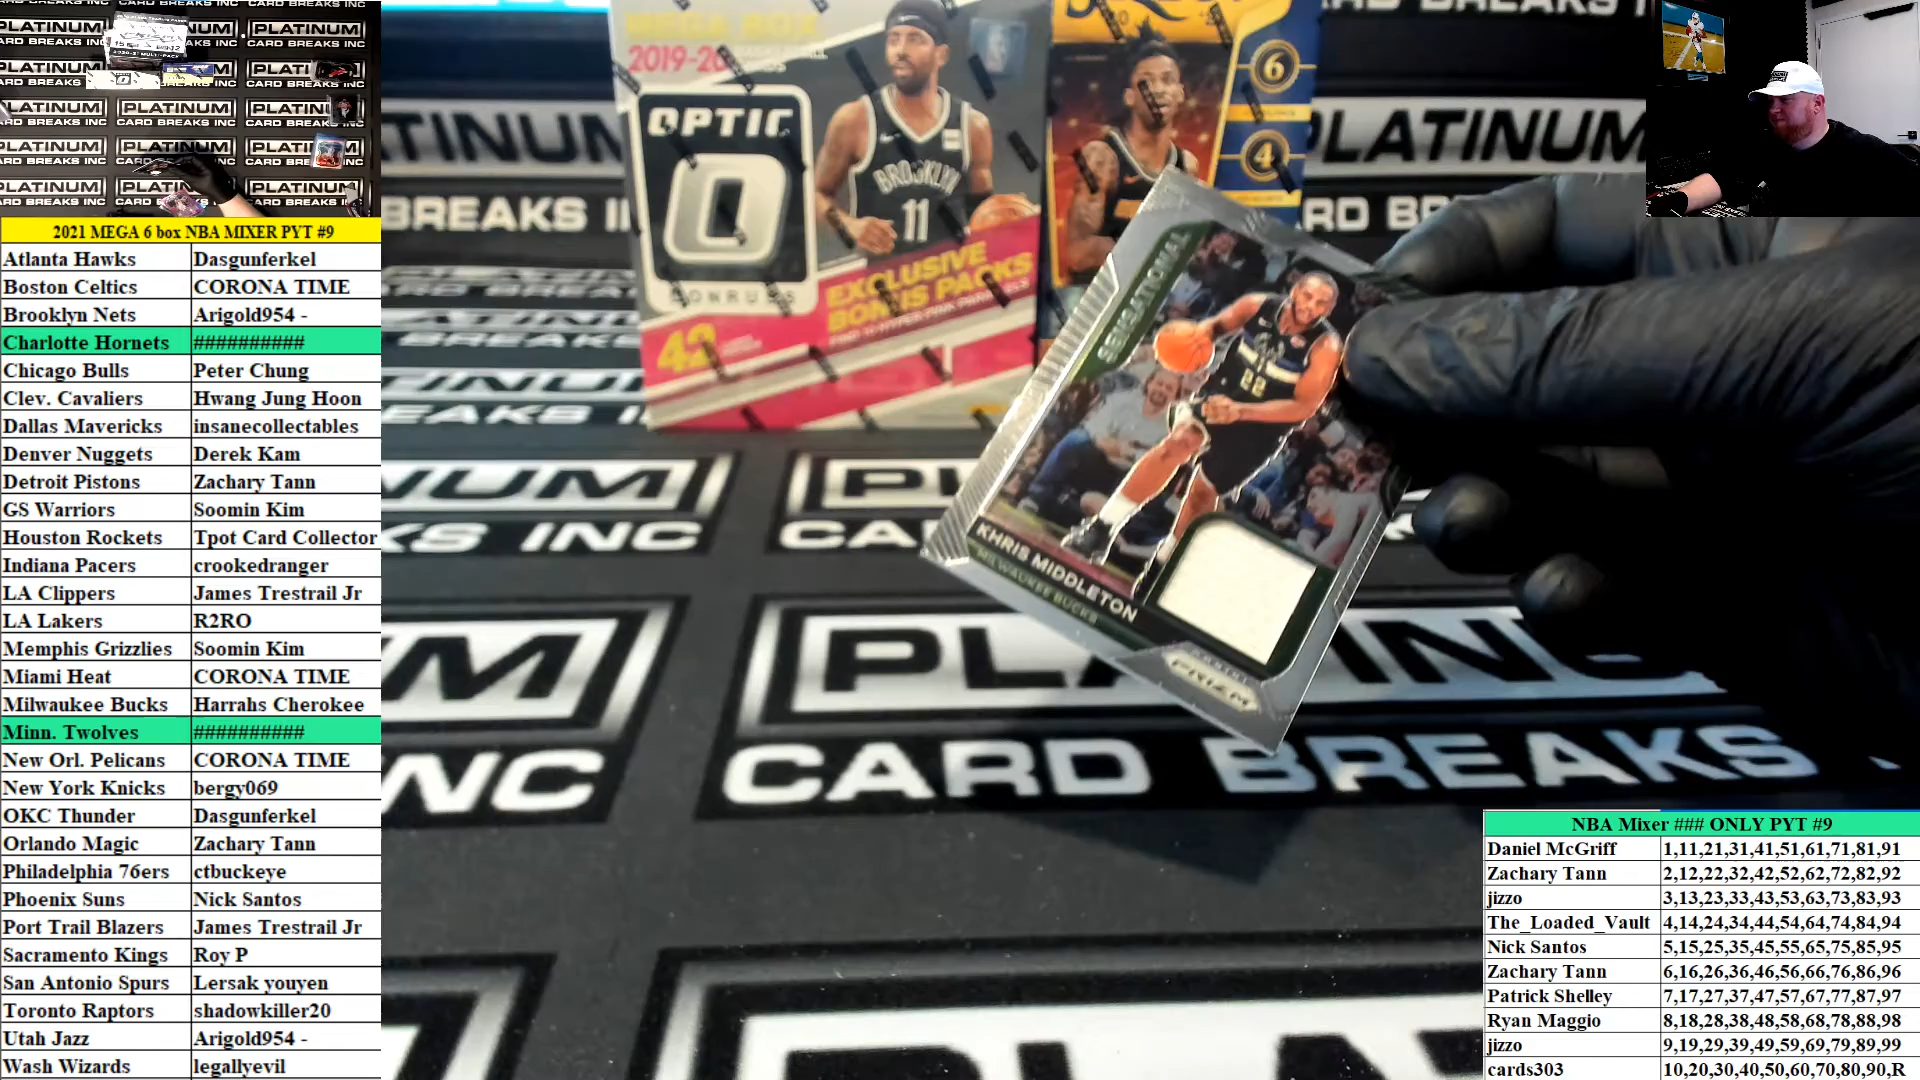 2021 MEGA 6 box NBA MIXER PYT #9
Atlanta Hawks Dasgunferkel
Boston Celtics CORONA TIME
Brooklyn Nets Arigold954 -
Charlotte Hornets ##########
Chicago Bulls Peter Chung
Clev. Cavaliers Hwang Jung Hoon
Dallas Mavericks insanecollectables
Denver Nuggets Derek Kam
Detroit Pistons Zachary Tann
GS Warriors Soomin Kim
Houston Rockets Tpot Card Collector
Indiana Pacers crookedranger
LA Clippers James Trestrail Jr
LA Lakers R2RO
Memphis Grizzlies Soomin Kim
Miami Heat CORONA TIME
Milwaukee Bucks Harrahs Cherokee
Minn. Twolves ##########
New Orl. Pelicans CORONA TIME
New York Knicks bergy069
OKC Thunder Dasgunferkel
Orlando Magic Zachary Tann
Philadelphia 76ers ctbuckeye
Phoenix Suns Nick Santos
Port Trail Blazers James Trestrail Jr
Sacramento Kings Roy P
San Antonio Spurs Lersak youyen
Toronto Raptors shadowkiller20
Utah Jazz Arigold954 -
Wash Wizards legallyevil
MEGA BOX
2019-20
OPTIC
DONRUSS
BROOKLYN
11
EXCLUSIVE
BONUS PACKS
42
6
4
SENSATIONAL
22
KHRIS MIDDLETON
MILWAUKEE BUCKS
PANINI
PRIZM
PLATINUM
CARD BREAKS INC
NBA Mixer ### ONLY PYT #9
Daniel McGriff 1,11,21,31,41,51,61,71,81,91
Zachary Tann 2,12,22,32,42,52,62,72,82,92
jizzo 3,13,23,33,43,53,63,73,83,93
The_Loaded_Vault 4,14,24,34,44,54,64,74,84,94
Nick Santos 5,15,25,35,45,55,65,75,85,95
Zachary Tann 6,16,26,36,46,56,66,76,86,96
Patrick Shelley 7,17,27,37,47,57,67,77,87,97
Ryan Maggio 8,18,28,38,48,58,68,78,88,98
jizzo 9,19,29,39,49,59,69,79,89,99
cards303 10,20,30,40,50,60,70,80,90,R